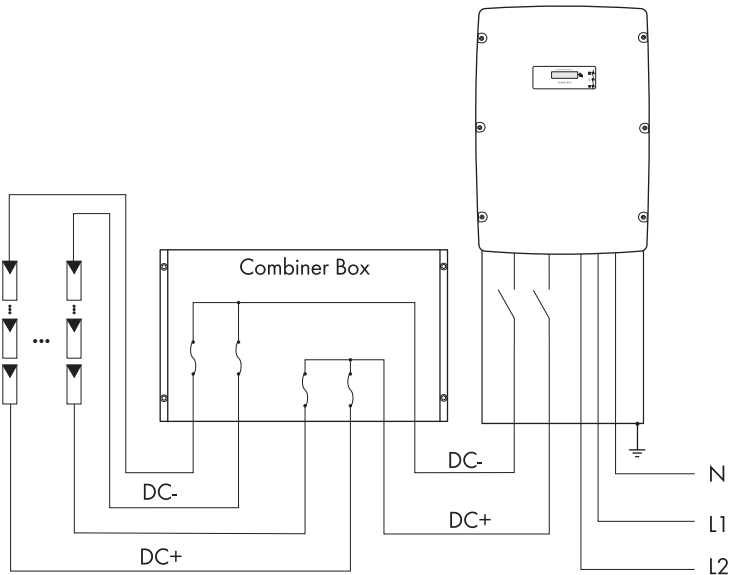 Combiner Box
DC-
N
DC-
L1
DC+
DC+
L2